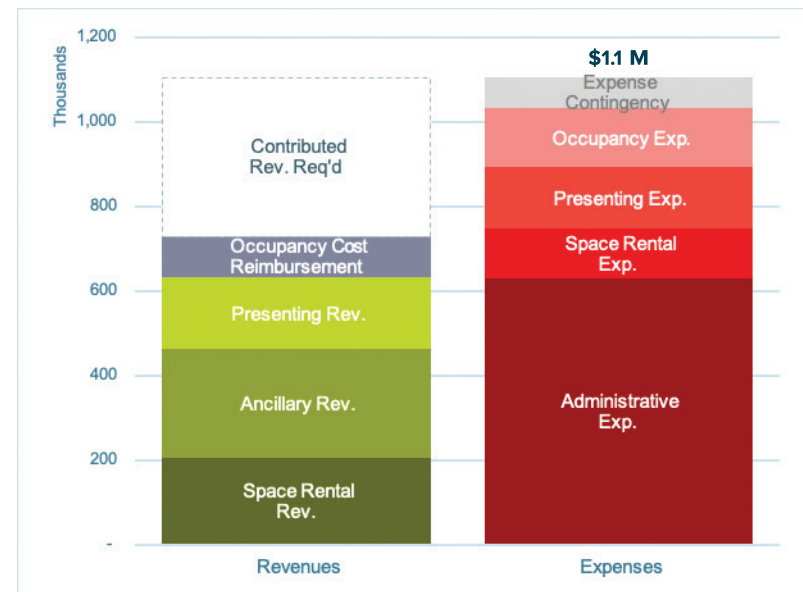 Thousands
1,200
1,000
800
600
400
200
-
$1.1 M
Contributed
Rev. Req'd
Occupancy Cost
Reimbursement
Presenting Rev.
Ancillary Rev.
Space Rental
Rev.
Expense
Contingency
Occupancy Exp.
Presenting Exp.
Space Rental
Exp.
Administrative
Exp.
Revenues
Expenses